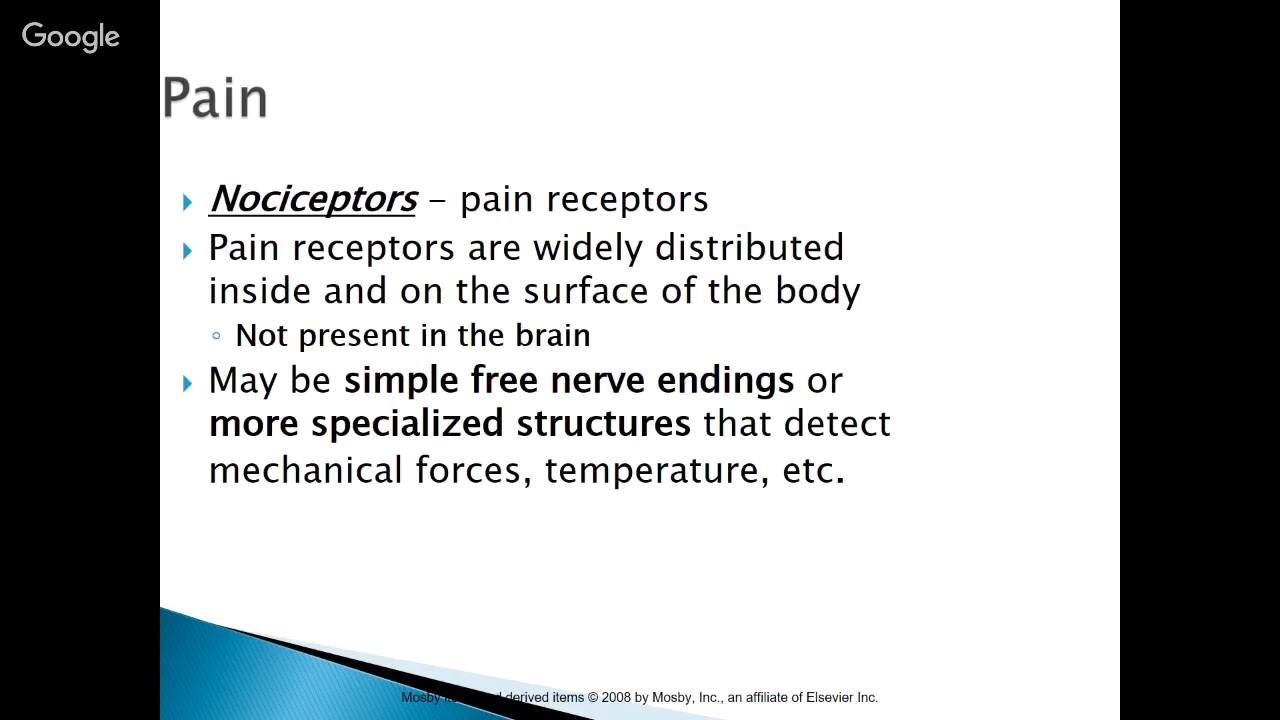 Google
Pain
Nociceptors – pain receptors
Pain receptors are widely distributed
inside and on the surface of the body
Not present in the brain
May be simple free nerve endings or
more specialized structures that detect
mechanical forces, temperature, etc.
Mosby derived items © 2008 by Mosby, Inc., an affiliate of Elsevier Inc.